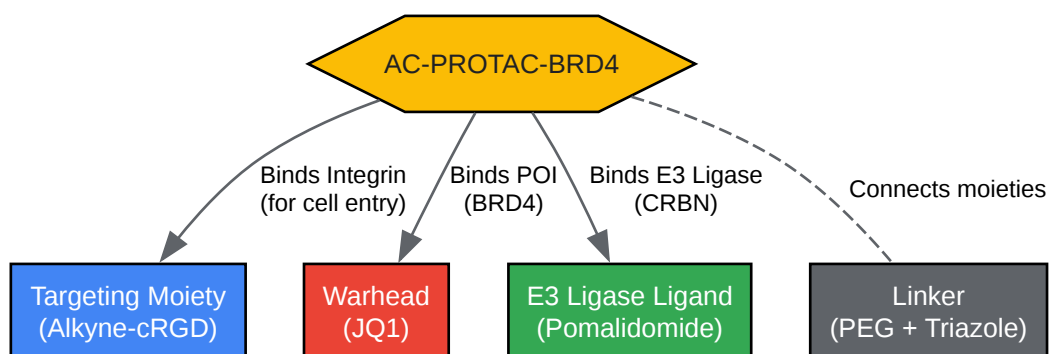 AC-PROTAC-BRD4
Binds Integrin
(for cell entry)
Binds POI
(BRD4)
Binds E3 Ligase
(CRBN)
Connects moieties
Targeting Moiety
(Alkyne-cRGD)
Warhead
(JQ1)
E3 Ligase Ligand
(Pomalidomide)
Linker
(PEG + Triazole)